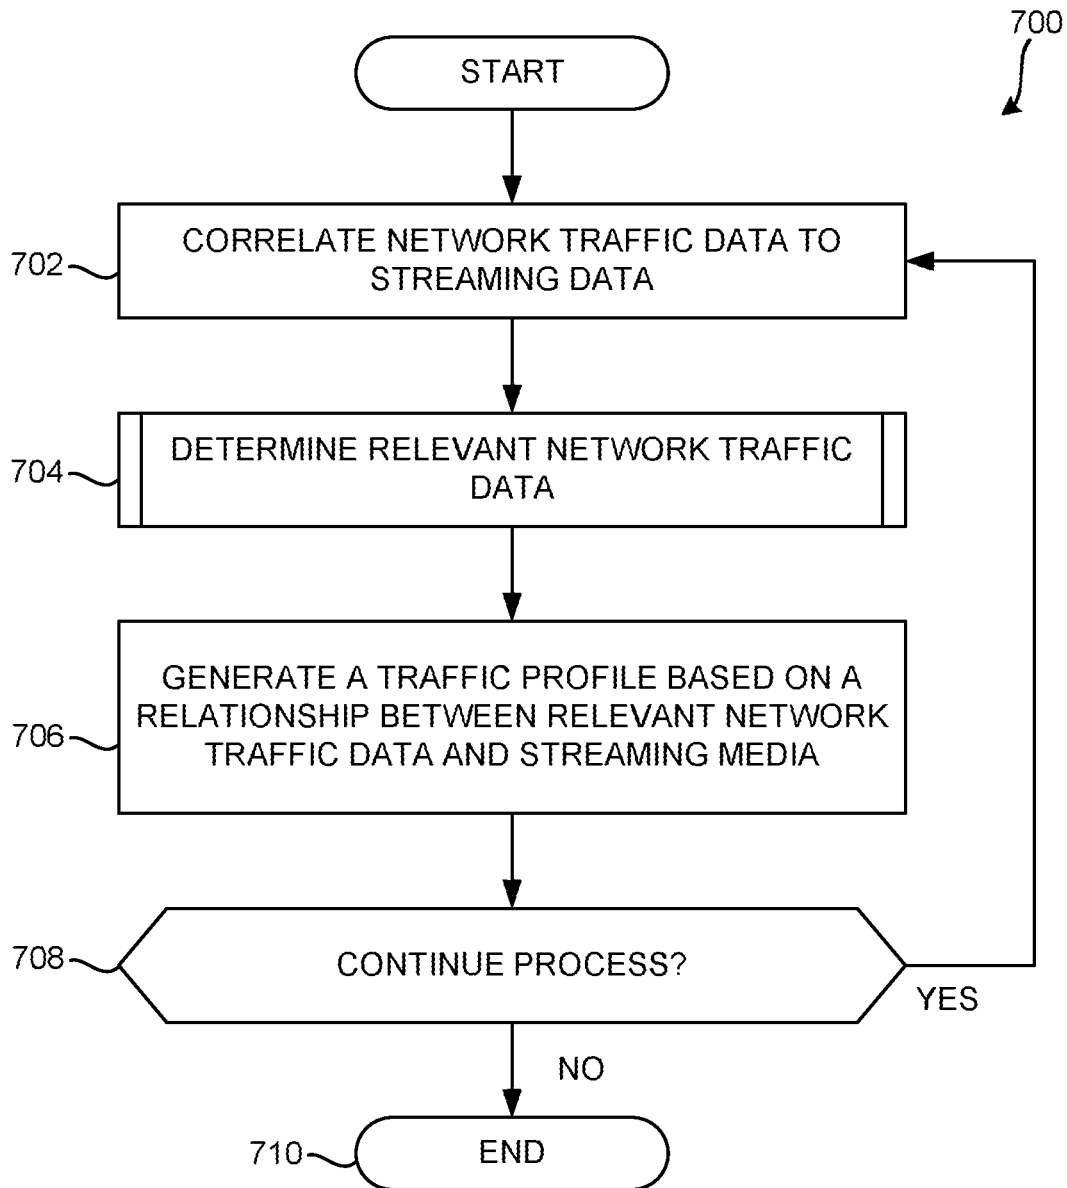 700
START
702
CORRELATE NETWORK TRAFFIC DATA TO
STREAMING DATA
704
DETERMINE RELEVANT NETWORK TRAFFIC
DATA
706
GENERATE A TRAFFIC PROFILE BASED ON A
RELATIONSHIP BETWEEN RELEVANT NETWORK
TRAFFIC DATA AND STREAMING MEDIA
708
CONTINUE PROCESS?
YES
NO
710
END